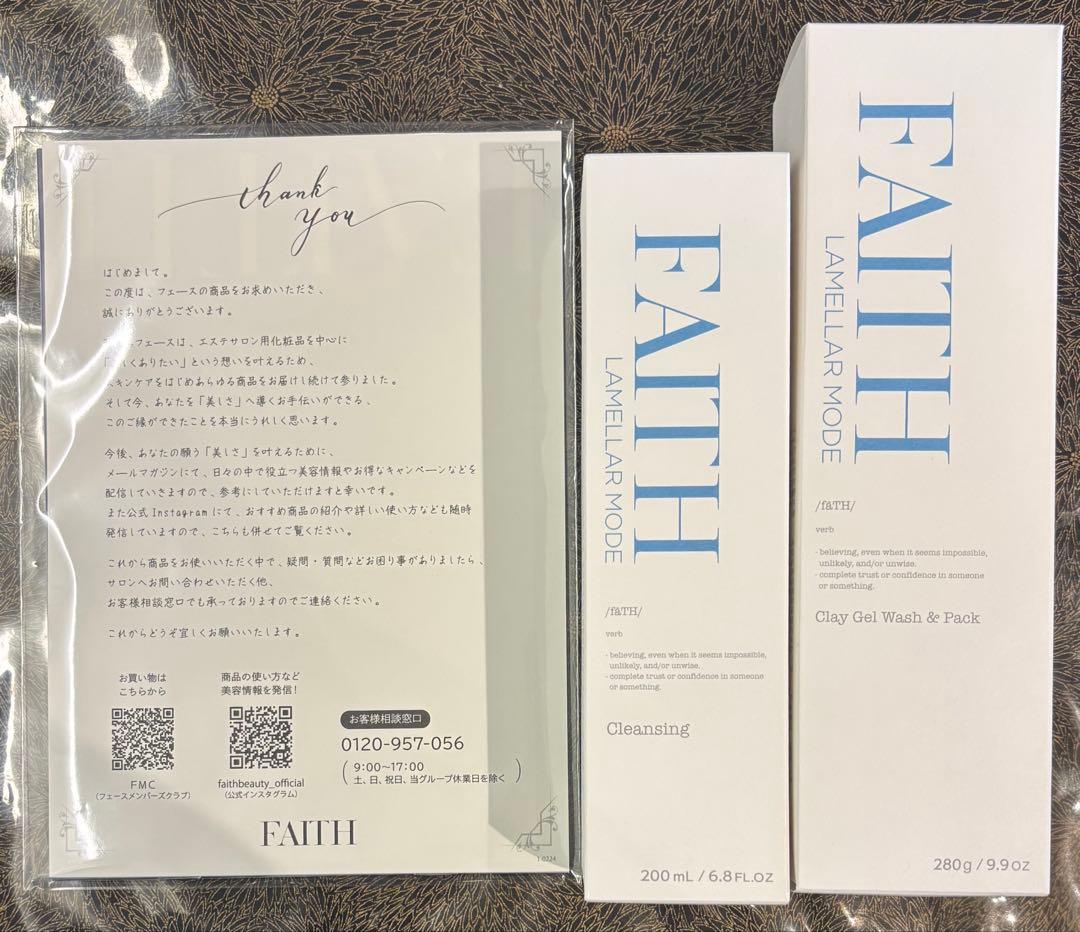 thank
you
はじめまして。
この度は、フェースの商品をお求めいただき、
誠にありがとうございます。
フェースは、エステサロン用化粧品を中心に
くありたい」という想いを叶えるため、
スキンケアをはじめあらゆる商品をお届けし続けて参りました。
そして今、あなたを「美しさ」へ導くお手伝いができる、
このご縁ができたことを本当にうれしく思います。
今後、あなたの願う「美しさ」を叶えるために、
メールマガジンにて、日々の中で役立つ美容情報やお得なキャンペーンなどを
配信していきますので、参考にしていただけますと幸いです。
また公式Instagramにて、おすすめ商品の紹介や詳しい使い方なども随時
発信していますので、こちらも併せてご覧ください。
これから商品をお使いいただく中で、疑問・質問などお困り事がありましたら、
サロンへお問い合わせいただく他、
お客様相談窓口でも承っておりますのでご連絡ください。
これからどうぞ宜しくお願いいたします。
お買い物は
こちらから
FMC
(フェースメンバーズクラブ)
商品の使い方など
美容情報を発信!
faithbeauty_official
(公式インスタグラム)
お客様相談窓口
0120-957-056
(9:00〜17:00
土、日、祝日、当グループ休業日を除く)
FAITH
1.0224
FAITH
LAMELLAR MODE
/faTH/
verb
- believing, even when it seems impossible,
unlikely, and/or unwise.
- complete trust or confidence in someone
or something.
Cleansing
200 mL / 6.8 FL.OZ
FAITH
LAMELLAR MODE
/faTH/
verb
- believing, even when it seems impossible,
unlikely, and/or unwise.
- complete trust or confidence in someone
or something.
Clay Gel Wash & Pack
280g / 9.9 OZ